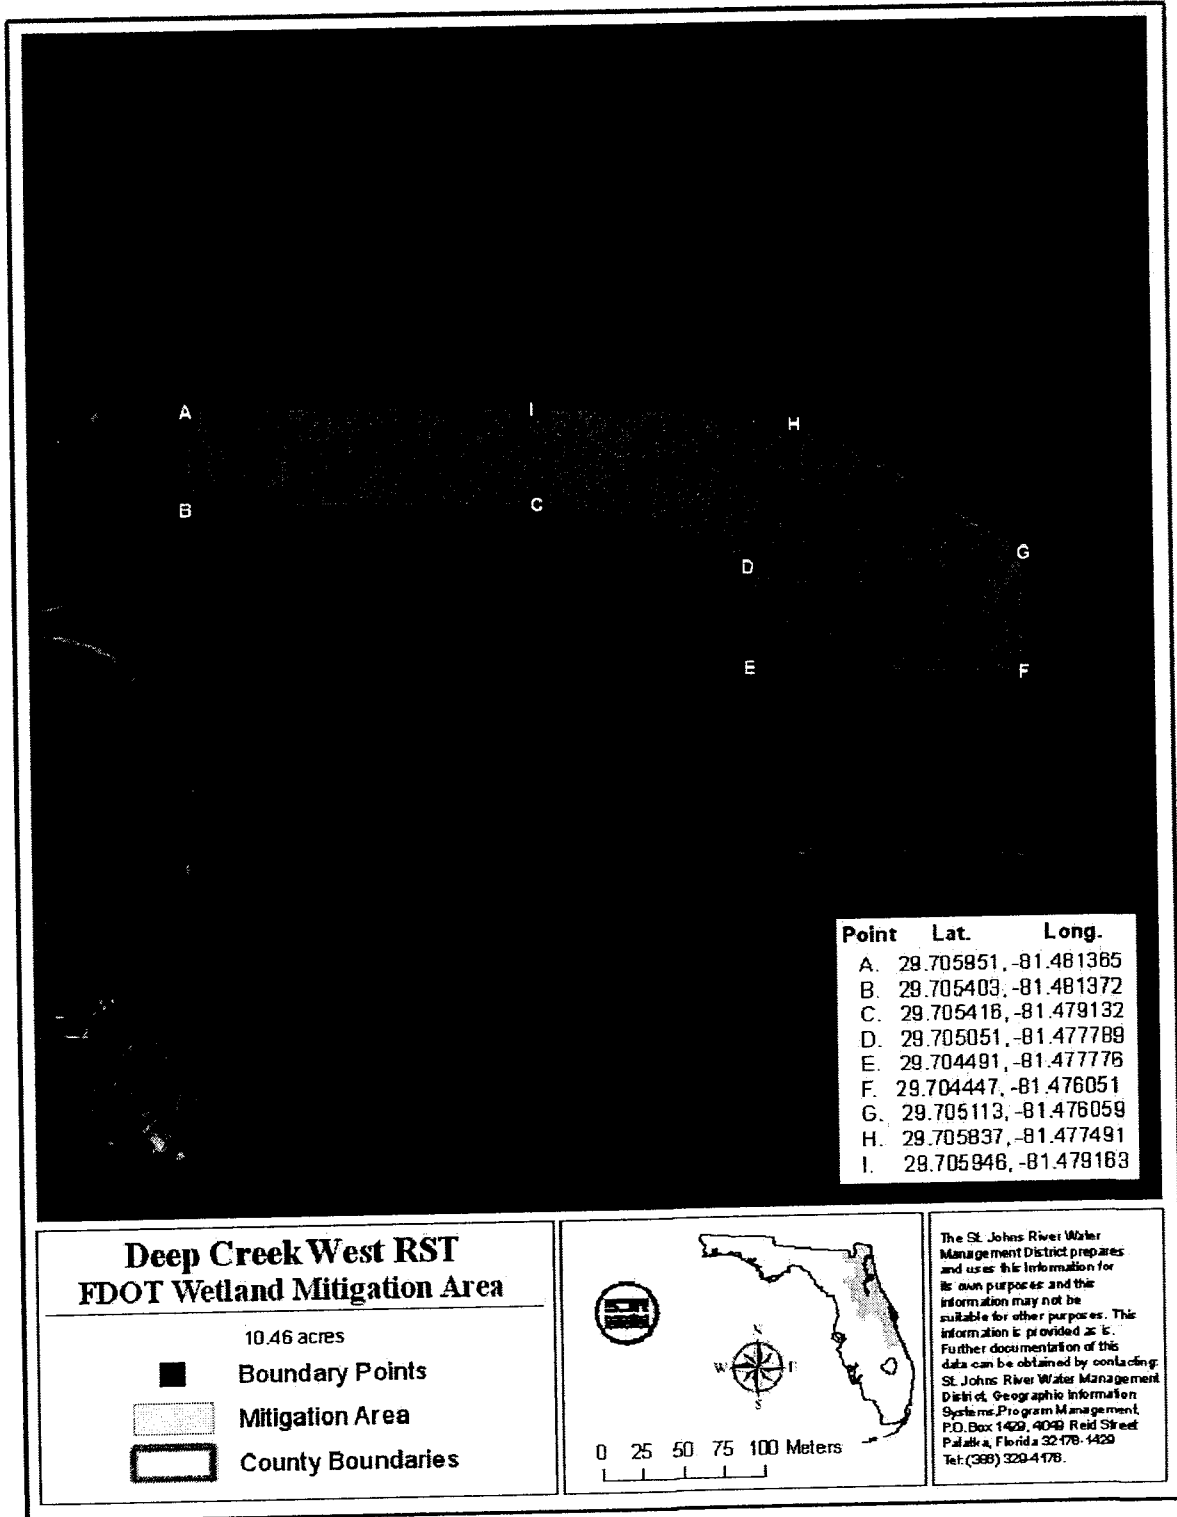 A
I
H
B
C
D
G
E
F
Point Lat. Long.
A. 29.705951, -81.481365
B. 29.705403, -81.481372
C. 29.705416, -81.479132
D. 29.705051, -81.477789
E. 29.704491, -81.477776
F. 29.704447, -81.476051
G. 29.705113, -81.476059
H. 29.705837, -81.477491
I. 29.705946, -81.479163
Deep Creek West RST
FDOT Wetland Mitigation Area
10.46 acres
Boundary Points
Mitigation Area
County Boundaries
N
W E
S
0 25 50 75 100 Meters
The St. Johns River Water
Management District prepares
and uses this information for
its own purposes and this
information may not be
suitable for other purposes. This
information is provided as is.
Further documentation of this
data can be obtained by contacting:
St. Johns River Water Management
District, Geographic Information
Systems, Program Management,
P.O. Box 1429, 4049 Reid Street
Palatka, Florida 32178-1429
Tel: (386) 329-4176.